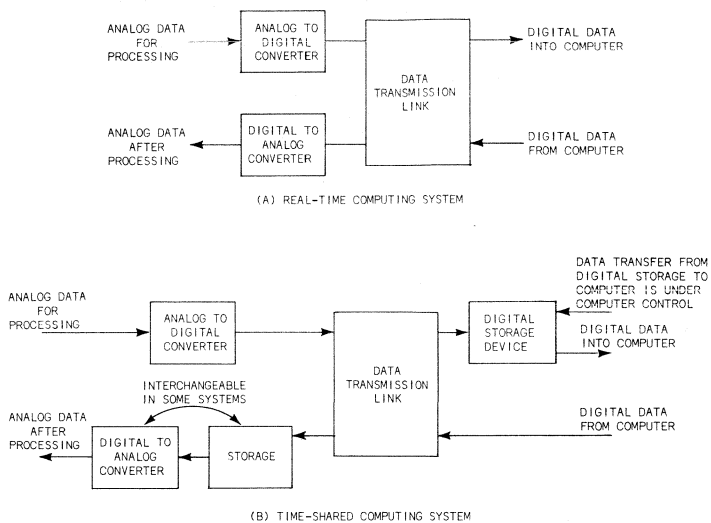 ANALOG DATA
FOR
PROCESSING
ANALOG TO
DIGITAL
CONVERTER
DATA
TRANSMISSION
LINK
DIGITAL DATA
INTO COMPUTER
ANALOG DATA
AFTER
PROCESSING
DIGITAL TO
ANALOG
CONVERTER
DIGITAL DATA
FROM COMPUTER
(A) REAL-TIME COMPUTING SYSTEM
DATA TRANSFER FROM
DIGITAL STORAGE TO
COMPUTER IS UNDER
COMPUTER CONTROL
ANALOG DATA
FOR
PROCESSING
ANALOG TO
DIGITAL
CONVERTER
DATA
TRANSMISSION
LINK
DIGITAL
STORAGE
DEVICE
DIGITAL DATA
INTO COMPUTER
INTERCHANGEABLE
IN SOME SYSTEMS
ANALOG DATA
AFTER
PROCESSING
DIGITAL TO
ANALOG
CONVERTER
STORAGE
DIGITAL DATA
FROM COMPUTER
(B) TIME-SHARED COMPUTING SYSTEM